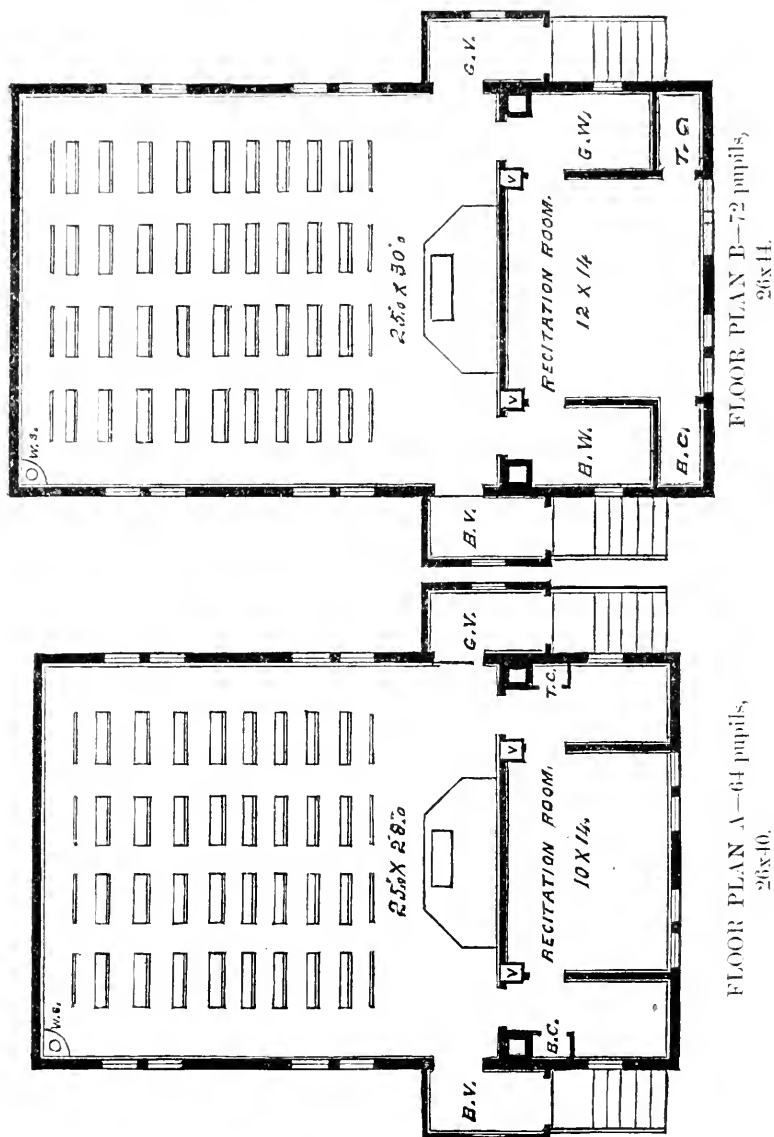 W.S.
25.0 X 28.0
B.V.
G.V.
B.C.
T.C.
V
V
RECITATION ROOM.
10 X 14.
FLOOR PLAN A—64 pupils,
26x40.
W.S.
25.0 X 30.0
B.V.
G.V.
V
V
RECITATION ROOM.
12 X 14
B.W.
G.W.
B.C.
FLOOR PLAN B—72 pupils,